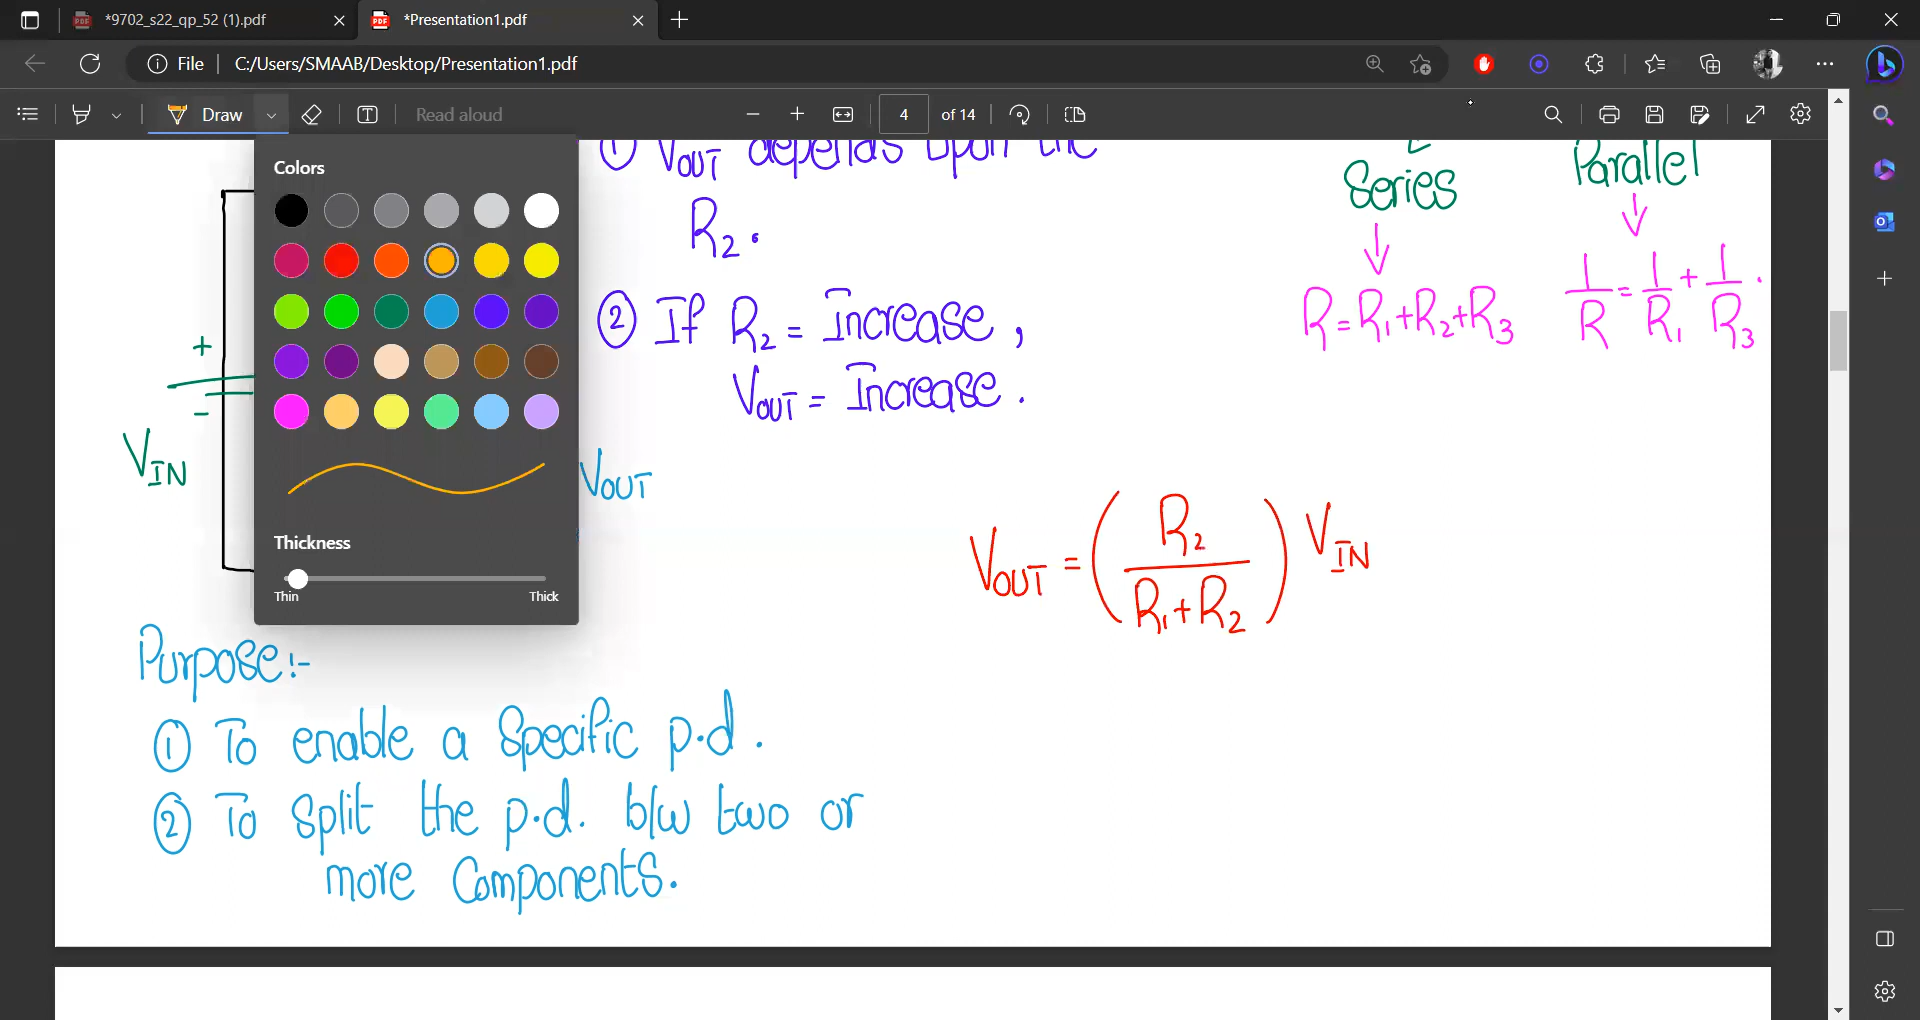 *9702_s22_qp_52 (1).pdf
*Presentation1.pdf
File
C:/Users/SMAAB/Desktop/Presentation1.pdf
Draw
Read aloud
4 of 14
Colors
Thickness
Thin Thick
+
-
VIN
① VOUT depends upon the
R2.
② If R2 = Increase,
VOUT = Increase.
VOUT
Series
R=R1+R2+R3
Parallel
1/R = 1/R1 + 1/R3 .
VOUT = (R2/(R1+R2)) VIN
Purpose:-
① To enable a Specific p.d.
② To Split the p.d. b/w two or
more Components.